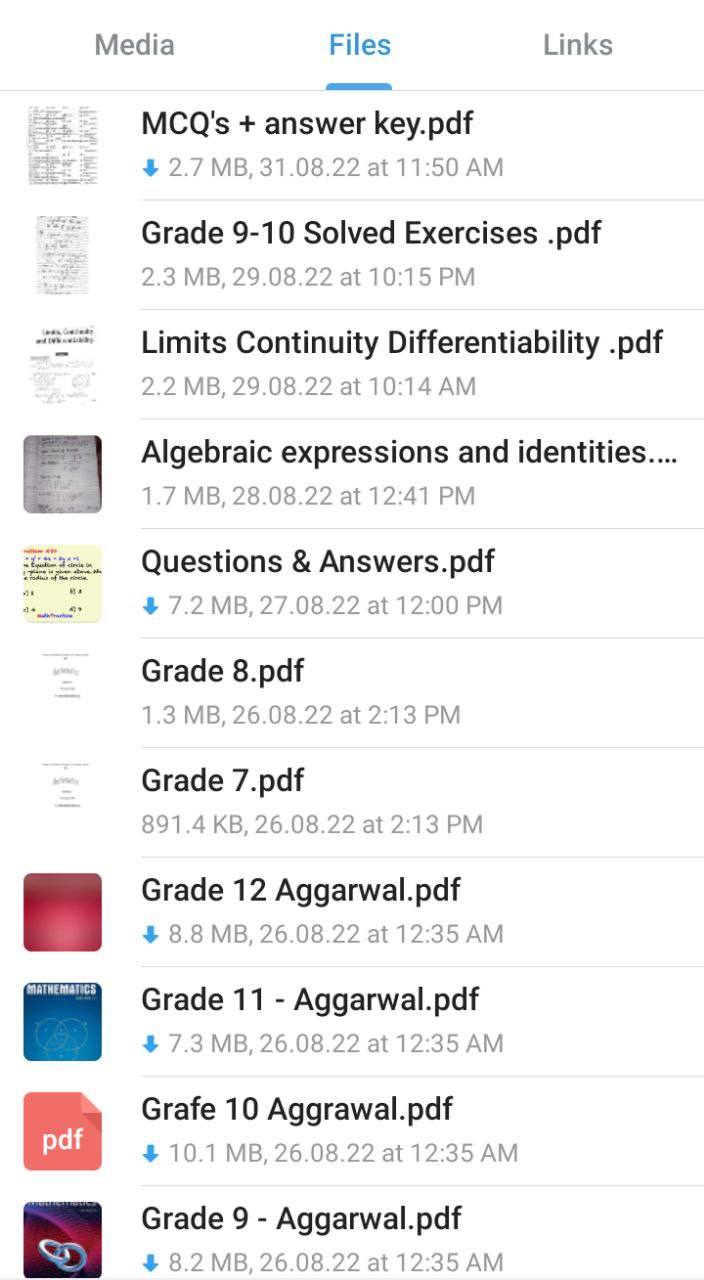 Media
Files
Links
MCQ's + answer key.pdf
2.7 MB, 31.08.22 at 11:50 AM
Grade 9-10 Solved Exercises .pdf
2.3 MB, 29.08.22 at 10:15 PM
Limits, Continuity
and Differentiability
Limits Continuity Differentiability .pdf
2.2 MB, 29.08.22 at 10:14 AM
Algebraic expressions and identities....
1.7 MB, 28.08.22 at 12:41 PM
Questions & Answers.pdf
7.2 MB, 27.08.22 at 12:00 PM
Grade 8.pdf
1.3 MB, 26.08.22 at 2:13 PM
Grade 7.pdf
891.4 KB, 26.08.22 at 2:13 PM
Grade 12 Aggarwal.pdf
8.8 MB, 26.08.22 at 12:35 AM
MATHEMATICS
Grade 11 - Aggarwal.pdf
7.3 MB, 26.08.22 at 12:35 AM
pdf
Grafe 10 Aggrawal.pdf
10.1 MB, 26.08.22 at 12:35 AM
Grade 9 - Aggarwal.pdf
8.2 MB, 26.08.22 at 12:35 AM